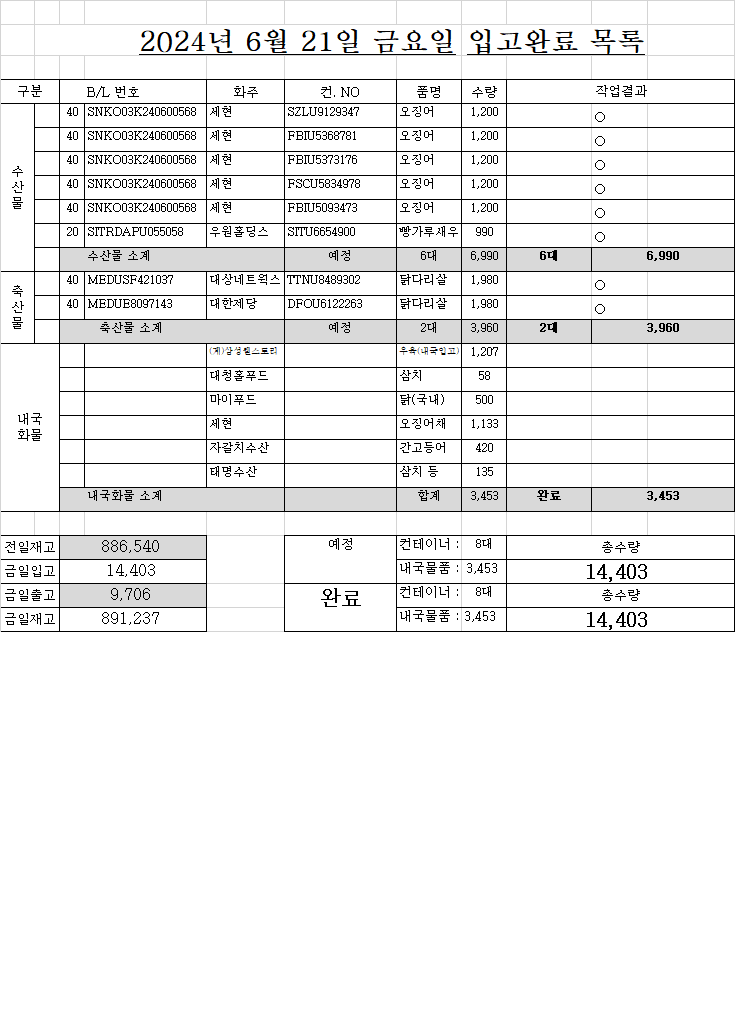 2024년 6월 21일 금요일 입고완료 목록
구분 B/L 번호 화주 컨. NO 품명 수량 작업결과
수산물
40 SNKO03K240600568 세현 SZLU9129347 오징어 1,200 ○
40 SNKO03K240600568 세현 FBIU5368781 오징어 1,200 ○
40 SNKO03K240600568 세현 FBIU5373176 오징어 1,200 ○
40 SNKO03K240600568 세현 FSCU5834978 오징어 1,200 ○
40 SNKO03K240600568 세현 FBIU5093473 오징어 1,200 ○
20 SITRDAPU055058 우원홀딩스 SITU6654900 빵가루새우 990 ○
수산물 소계 예정 6대 6,990 6대 6,990
축산물
40 MEDUSF421037 대상네트웍스 TTNU8489302 닭다리살 1,980 ○
40 MEDUE8097143 대한제당 DFOU6122263 닭다리살 1,980 ○
축산물 소계 예정 2대 3,960 2대 3,960
내국화물
(제)삼성웰스토리 우육(내국입고) 1,207
대청홀푸드 삼치 58
마이푸드 닭(국내) 500
세현 오징어채 1,133
자갈치수산 간고등어 420
태명수산 삼치 등 135
내국화물 소계 합계 3,453 완료 3,453
전일재고 886,540 예정 컨테이너 : 8대 총수량
금일입고 14,403 내국물품 : 3,453 14,403
금일출고 9,706 완료 컨테이너 : 8대 총수량
금일재고 891,237 내국물품 : 3,453 14,403